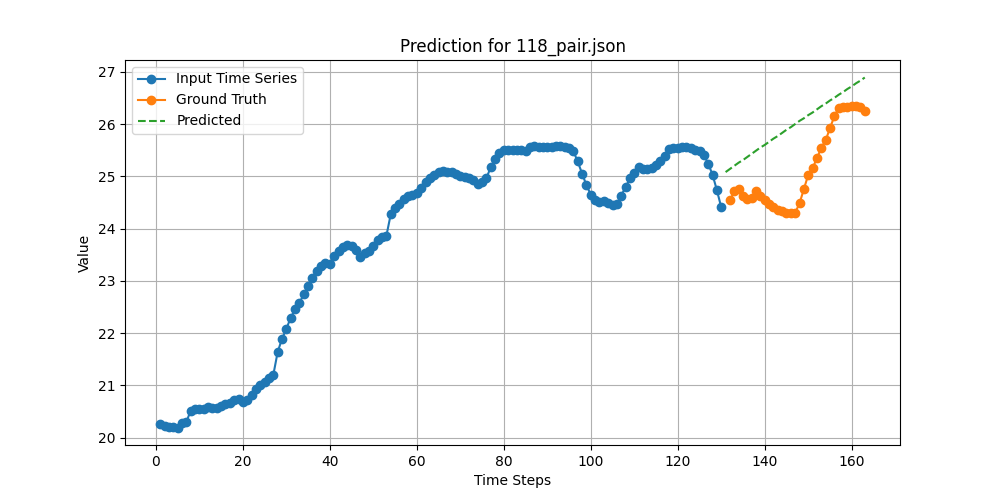 Prediction for 118_pair.json
Input Time Series
Ground Truth
Predicted
27
26
25
24
23
22
21
20
Value
0 20 40 60 80 100 120 140 160
Time Steps